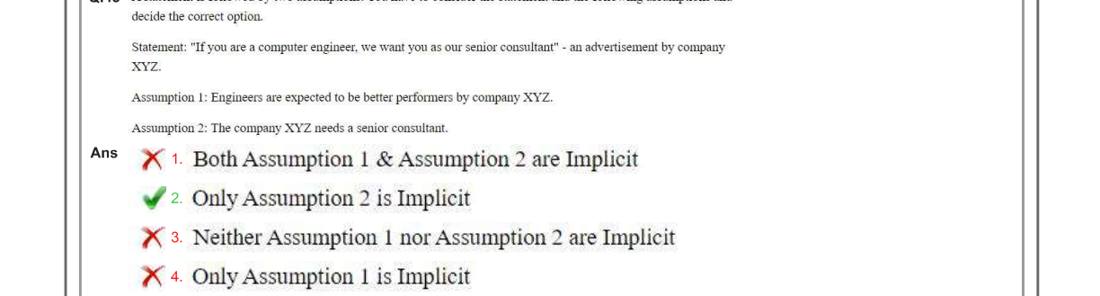 decide the correct option.
Statement: "If you are a computer engineer, we want you as our senior consultant" - an advertisement by company
XYZ.
Assumption 1: Engineers are expected to be better performers by company XYZ.
Assumption 2: The company XYZ needs a senior consultant.
Ans
1. Both Assumption 1 & Assumption 2 are Implicit
2. Only Assumption 2 is Implicit
3. Neither Assumption 1 nor Assumption 2 are Implicit
4. Only Assumption 1 is Implicit